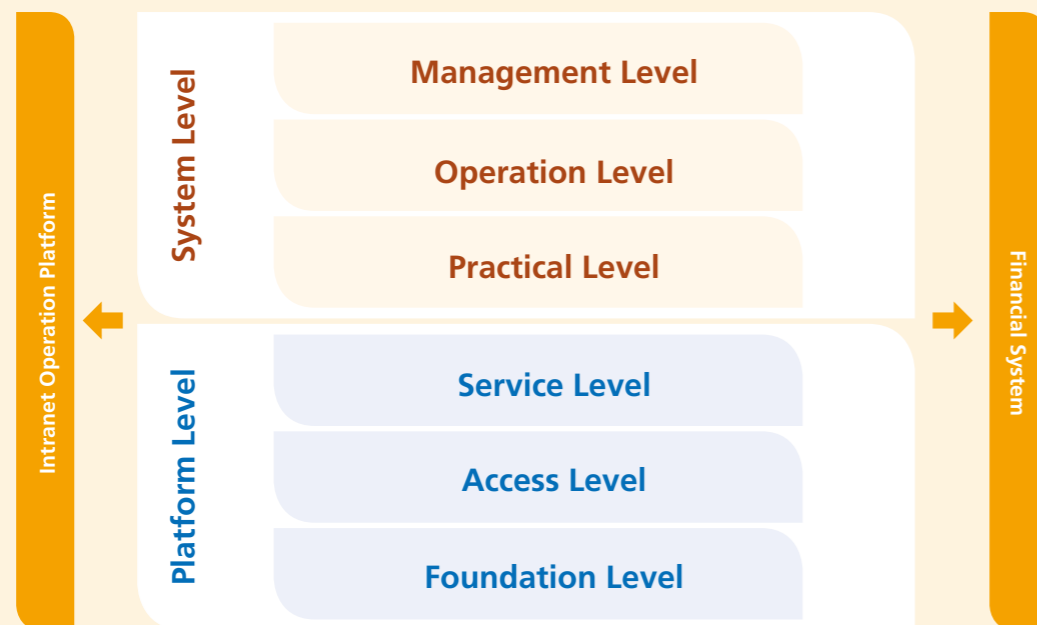 Intranet Operation Platform
System Level
Management Level
Operation Level
Practical Level
Platform Level
Service Level
Access Level
Foundation Level
Financial System